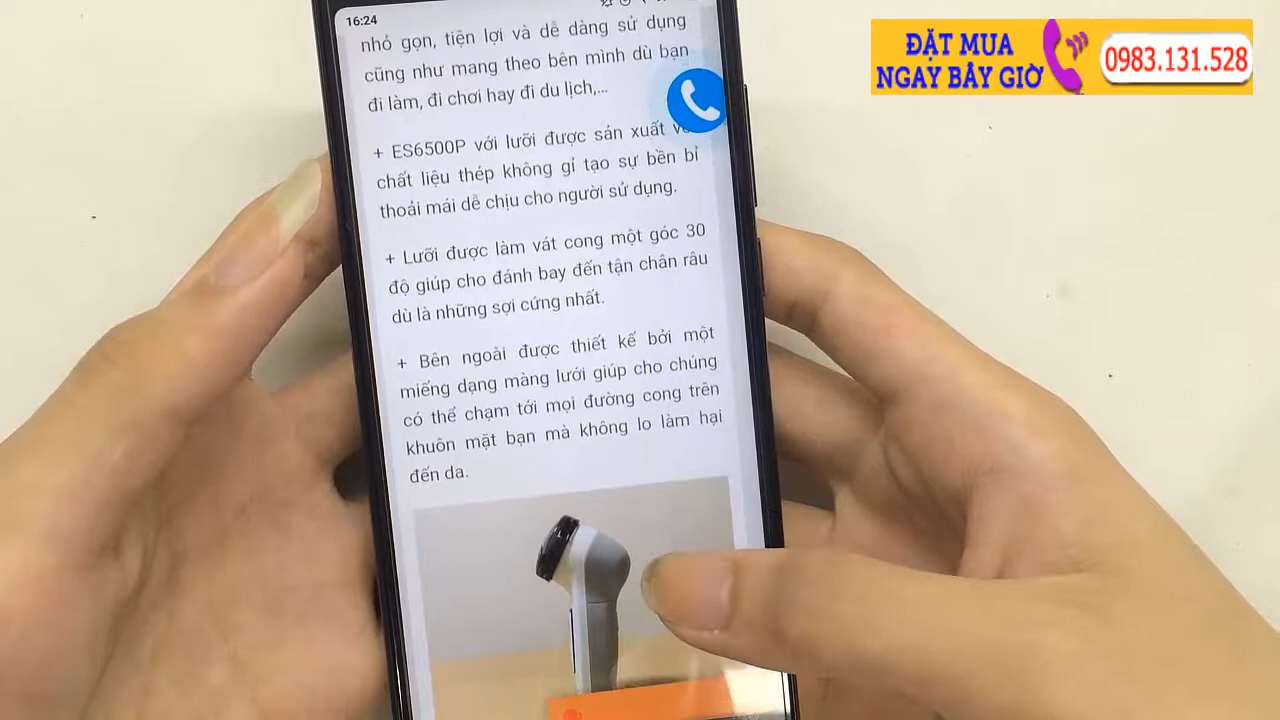 16:24
nhỏ gọn, tiện lợi và dễ dàng sử dụng
cũng như mang theo bên mình dù bạn
đi làm, đi chơi hay đi du lịch,...
+ ES6500P với lưỡi được sản xuất
chất liệu thép không gỉ tạo sự bền bỉ
thoải mái dễ chịu cho người sử dụng.
+ Lưỡi được làm vát cong một góc 30
độ giúp cho đánh bay đến tận chân râu
dù là những sợi cứng nhất.
+ Bên ngoài được thiết kế bởi một
miếng dạng màng lưới giúp cho chúng
có thể chạm tới mọi đường cong trên
khuôn mặt bạn mà không lo làm hại
đến da.
ĐẶT MUA
NGAY BÂY GIỜ
0983.131.528